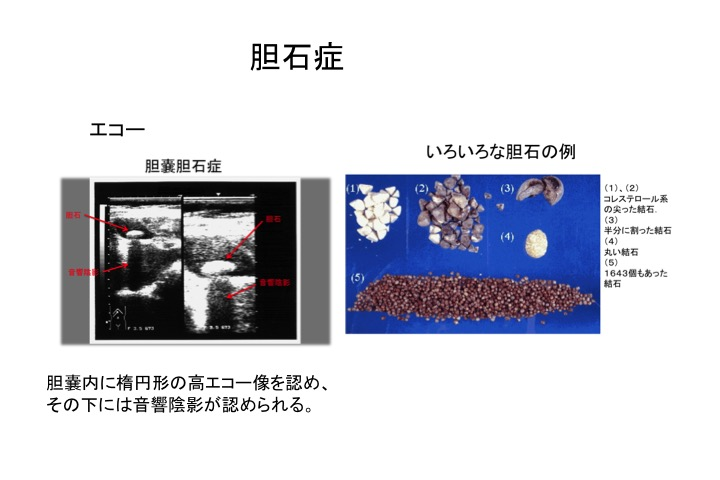 胆石症
エコー
胆嚢胆石症
胆石
音響陰影
胆石
音響陰影
F 3.5 673
B.5 673
いろいろな胆石の例
(1)
(2)
(3)
(4)
(5)
(1)、(2)
コレステロール系
の尖った結石.
(3)
半分に割った結石
(4)
丸い結石
(5)
1643個もあった
結石
胆嚢内に楕円形の高エコー像を認め、
その下には音響陰影が認められる。